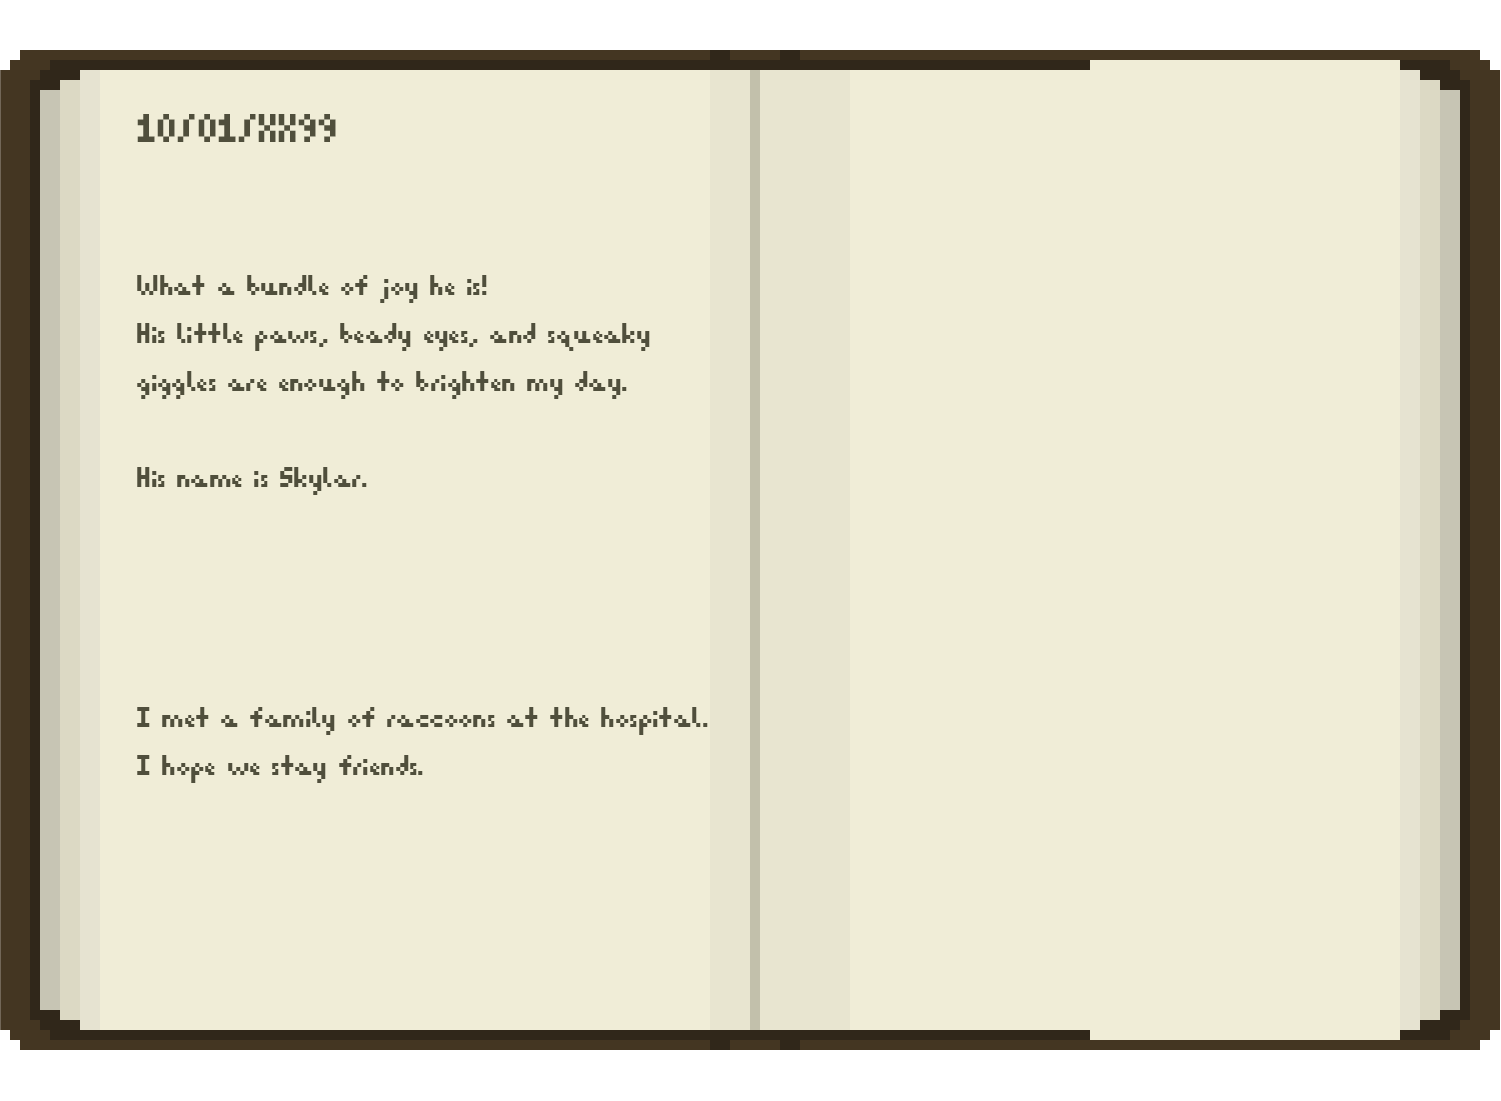 10/01/XX99
What a bundle of joy he is!
His little paws, beady eyes, and squeaky
giggles are enough to brighten my day.
His name is Skylar.
I met a family of raccoons at the hospital.
I hope we stay friends.